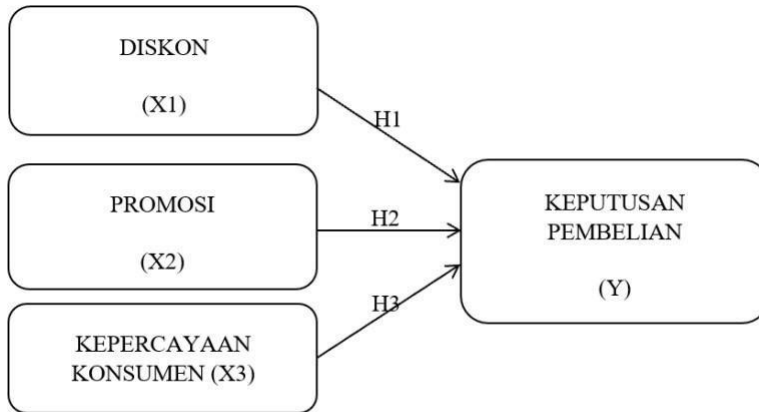 DISKON
(X1)
H1
PROMOSI
(X2)
H2
KEPERCAYAAN
KONSUMEN (X3)
H3
KEPUTUSAN
PEMBELIAN
(Y)